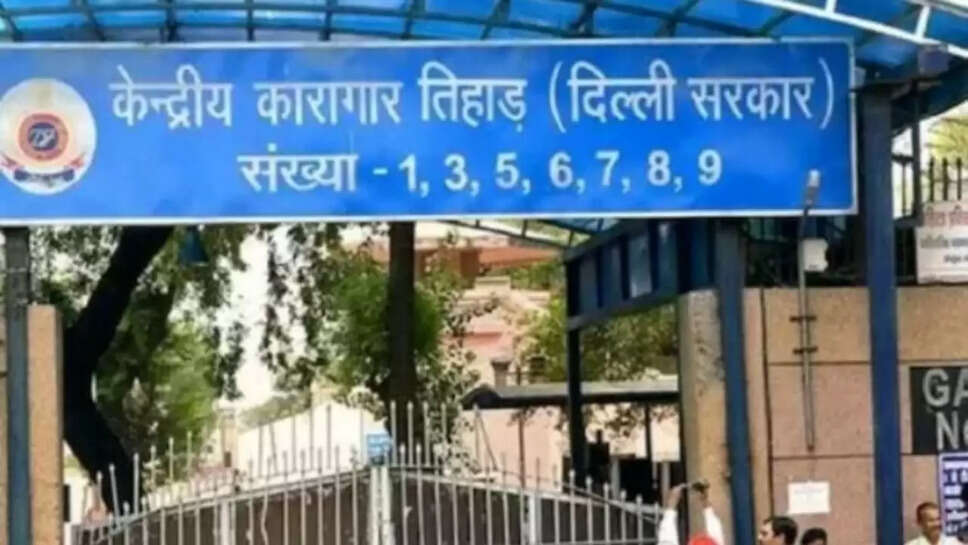 केन्द्रीय कारागार तिहाड़ (दिल्ली सरकार)
संख्या - 1, 3, 5, 6, 7, 8, 9